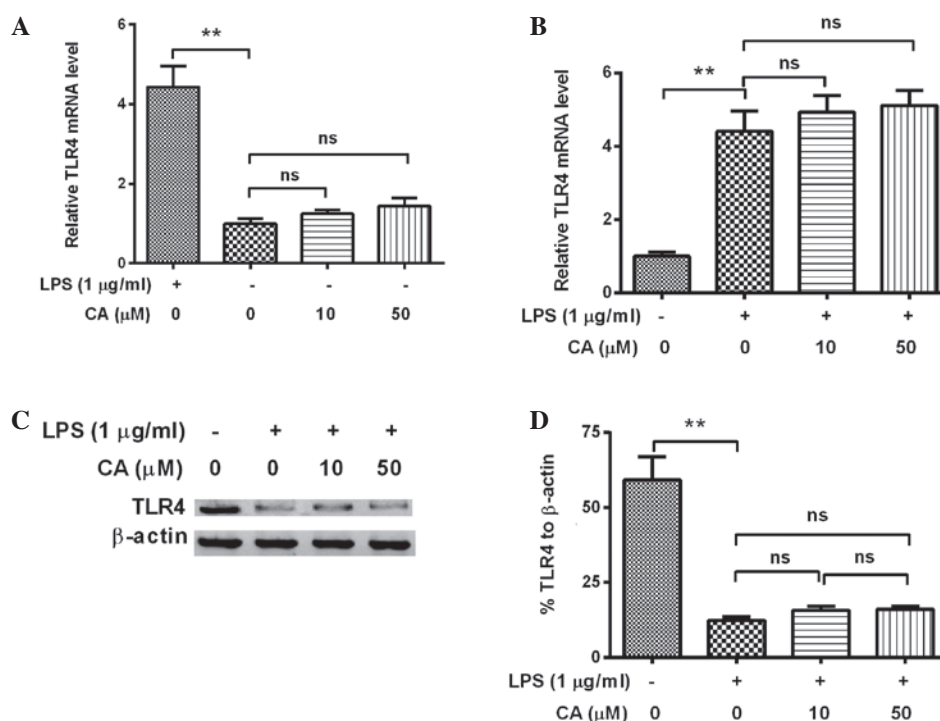 A
Relative TLR4 mRNA level
6
4
2
0
**
ns
ns
LPS (1 μg/ml) + - - -
CA (μM) 0 0 10 50
B
Relative TLR4 mRNA level
6
4
2
0
**
ns
ns
LPS (1 μg/ml) - + + +
CA (μM) 0 0 10 50
C
LPS (1 μg/ml) - + + +
CA (μM) 0 0 10 50
TLR4
β-actin
D
% TLR4 to β-actin
75
50
25
0
**
ns
ns
ns
LPS (1 μg/ml) - + + +
CA (μM) 0 0 10 50